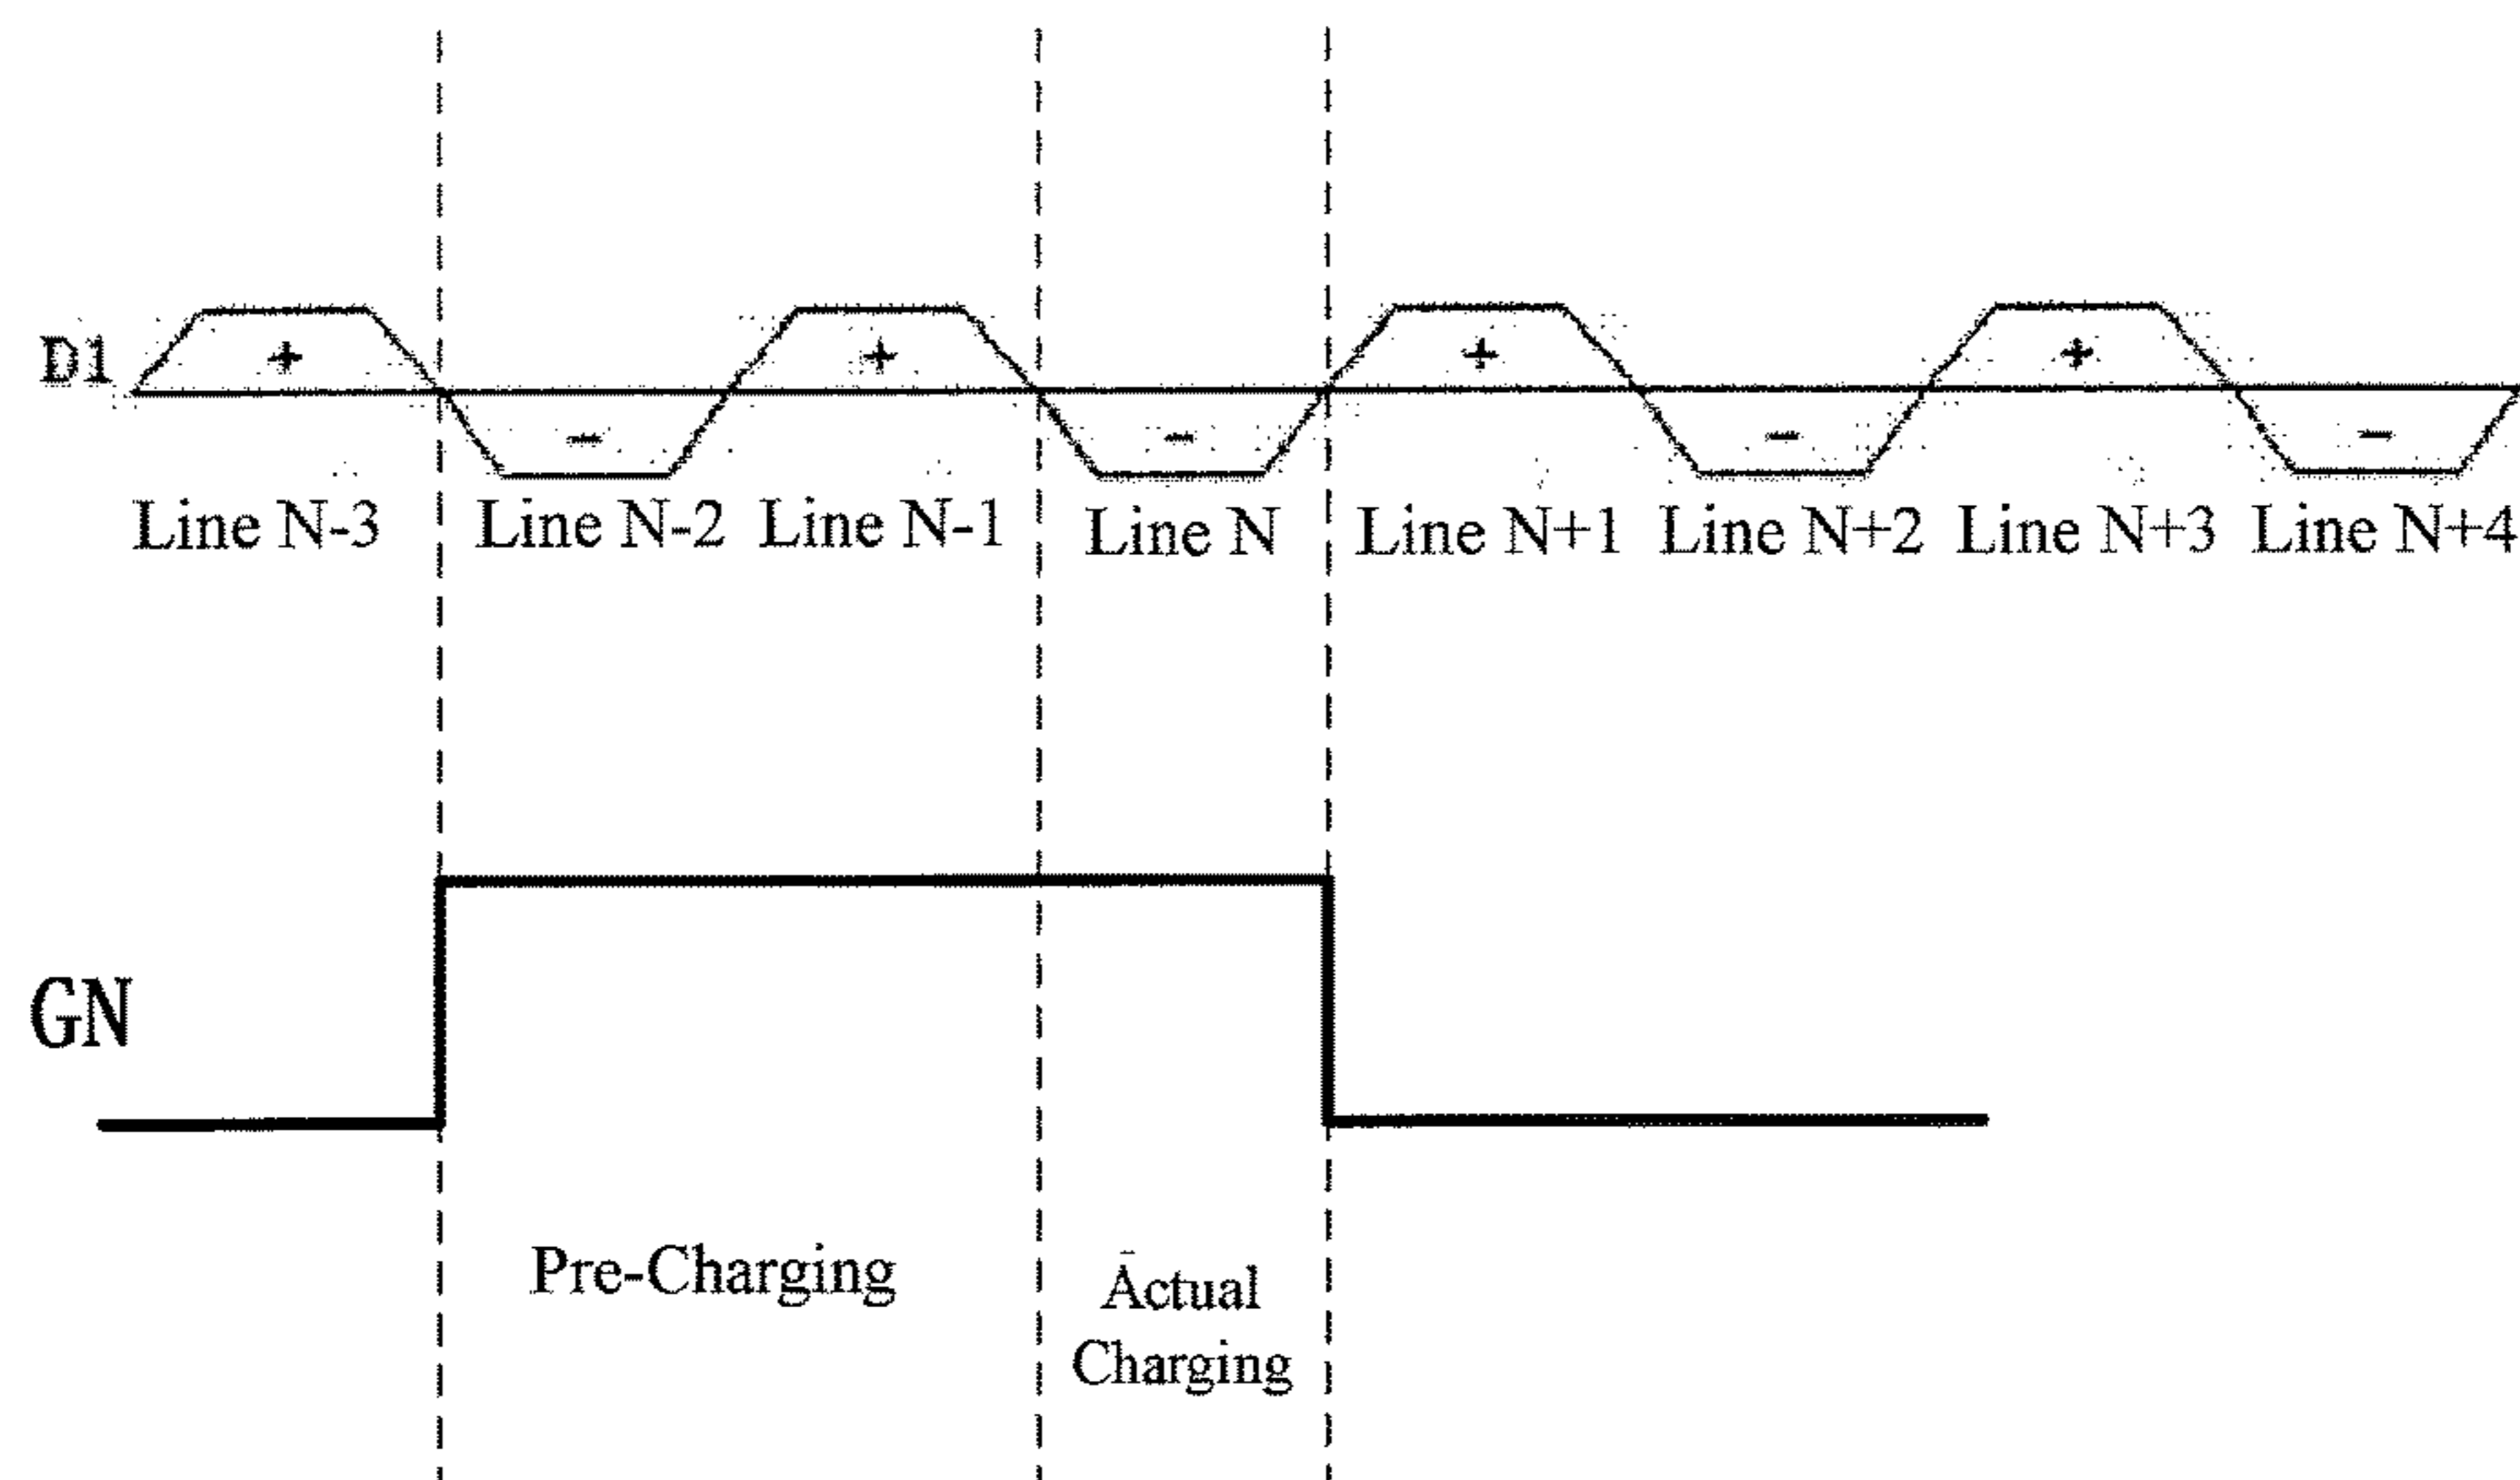 D1
+ - + - + - + -
Line N-3 Line N-2 Line N-1 Line N Line N+1 Line N+2 Line N+3 Line N+4
GN
Pre-Charging
Actual
Charging